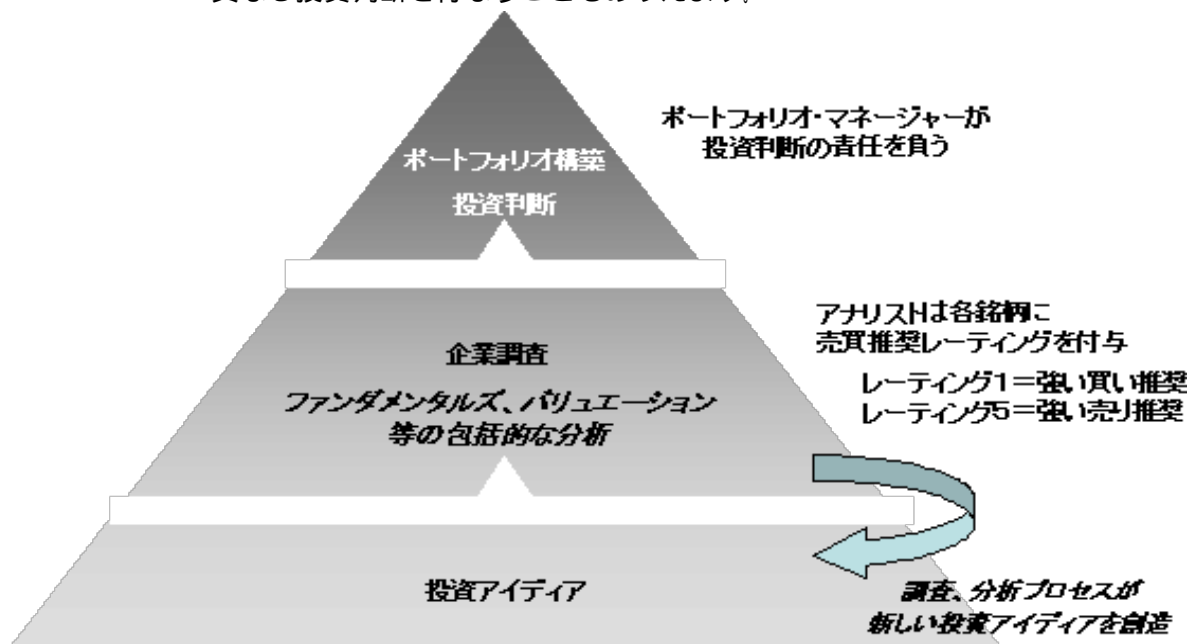 ポートフォリオ・マネージャーが
投資判断の責任を負う
ポートフォリオ構築
投資判断
アナリストは各銘柄に
売買推奨レーティングを付与
レーティング1=強い買い推奨
レーティング5=強い売り推奨
企業調査
ファンダメンタルズ、バリュエーション
等の包括的な分析
投資アイディア
調査、分析プロセスが
新しい投資アイディアを創造